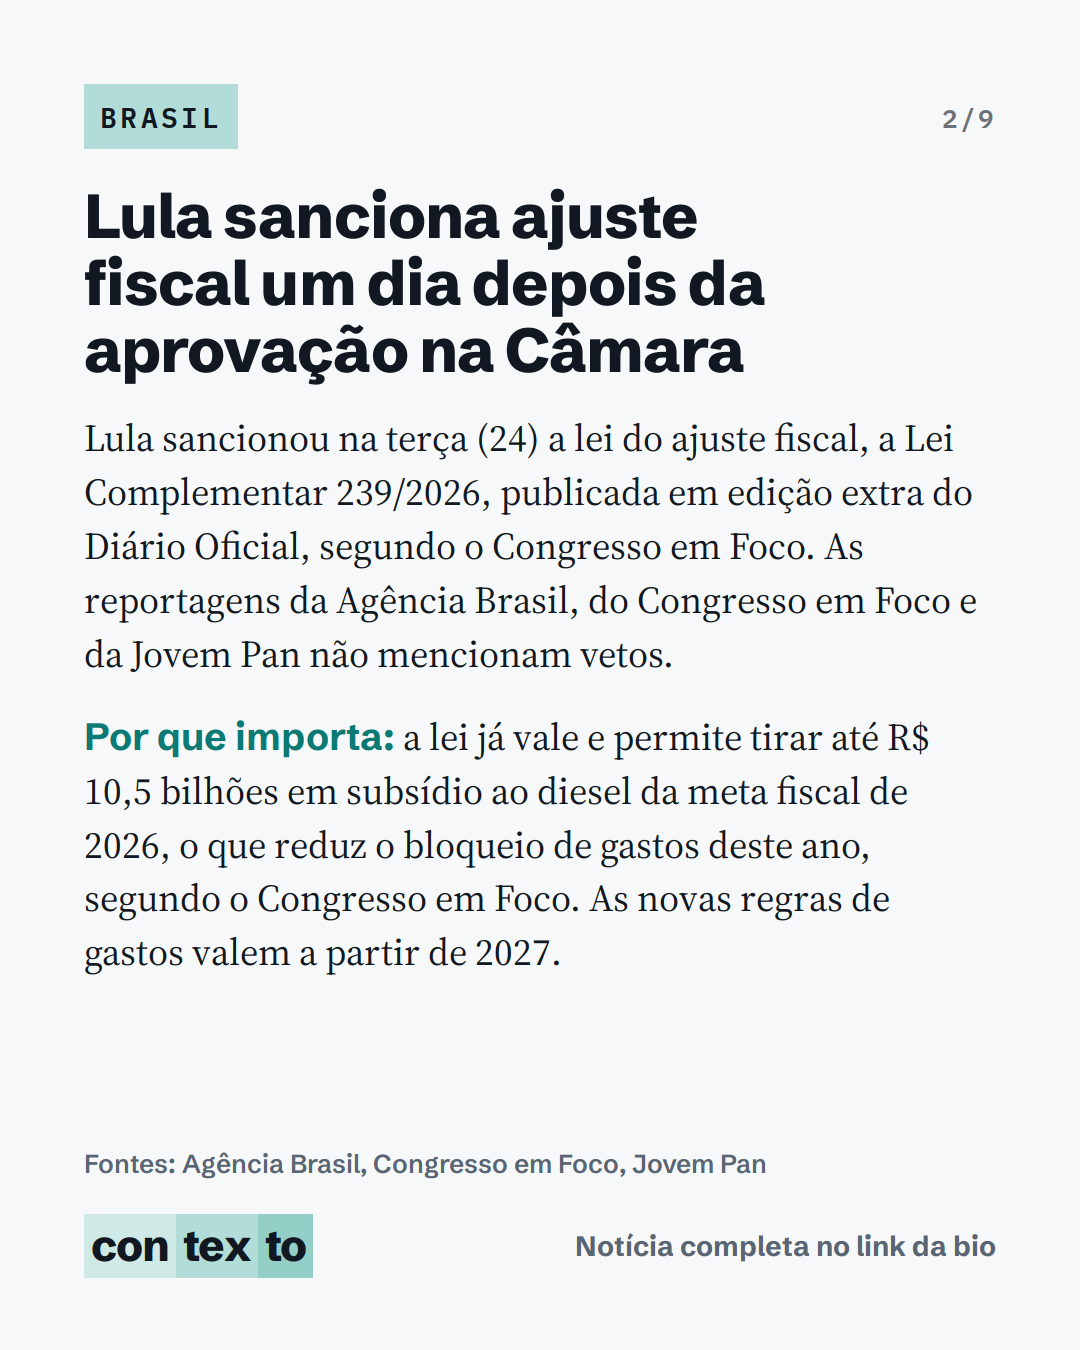 BRASIL
2/9
Lula sanciona ajuste
fiscal um dia depois da
aprovação na Câmara
Lula sancionou na terça (24) a lei do ajuste fiscal, a Lei
Complementar 239/2026, publicada em edição extra do
Diário Oficial, segundo o Congresso em Foco. As
reportagens da Agência Brasil, do Congresso em Foco e
da Jovem Pan não mencionam vetos.
Por que importa: a lei já vale e permite tirar até R$
10,5 bilhões em subsídio ao diesel da meta fiscal de
2026, o que reduz o bloqueio de gastos deste ano,
segundo o Congresso em Foco. As novas regras de
gastos valem a partir de 2027.
Fontes: Agência Brasil, Congresso em Foco, Jovem Pan
contexto
Notícia completa no link da bio